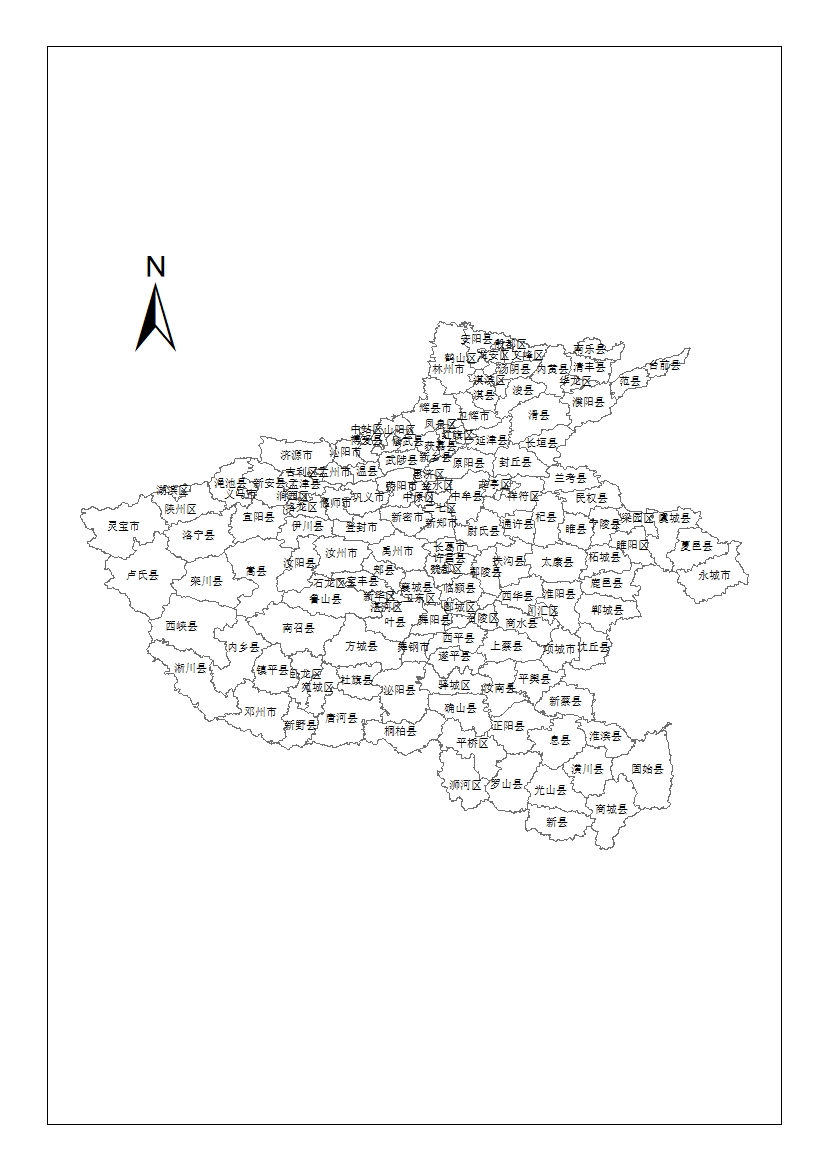 N
安阳县
殷都区
龙安区
文峰区
鹤山区
林州市
汤阴县
内黄县
南乐县
清丰县
台前县
华龙区
范县
淇滨区
淇县
浚县
濮阳县
辉县市
卫辉市
滑县
凤泉区
中站区
山阳区
红旗区
博爱县
修武县
获嘉县
延津县
长垣县
济源市
沁阳市
武陟县
新乡县
原阳县
封丘县
吉利区
孟州市
温县
惠济区
兰考县
渑池县
新安县
孟津县
荥阳市
金水区
龙亭区
湖滨区
义马市
涧西区
巩义市
中原区
中牟县
祥符区
民权县
陕州区
洛龙区
偃师市
二七区
宜阳县
新密市
杞县
梁园区
虞城县
灵宝市
伊川县
登封市
新郑市
通许县
宁陵县
洛宁县
尉氏县
睢县
睢阳区
夏邑县
汝州市
禹州市
长葛市
许昌县
柘城县
汝阳县
扶沟县
太康县
卢氏县
栾川县
嵩县
郏县
魏都区
鄢陵县
永城市
石龙区
宝丰县
襄城县
临颍县
鹿邑县
鲁山县
新华区
西华县
淮阳县
湛河区
郾城区
川汇区
郸城县
西峡县
南召县
叶县
舞阳县
召陵区
商水县
内乡县
方城县
舞钢市
西平县
上蔡县
项城市
沈丘县
遂平县
淅川县
镇平县
卧龙区
宛城区
社旗县
泌阳县
驿城区
汝南县
平舆县
新蔡县
邓州市
新野县
唐河县
确山县
桐柏县
正阳县
平桥区
息县
淮滨县
浉河区
罗山县
光山县
潢川县
固始县
商城县
新县